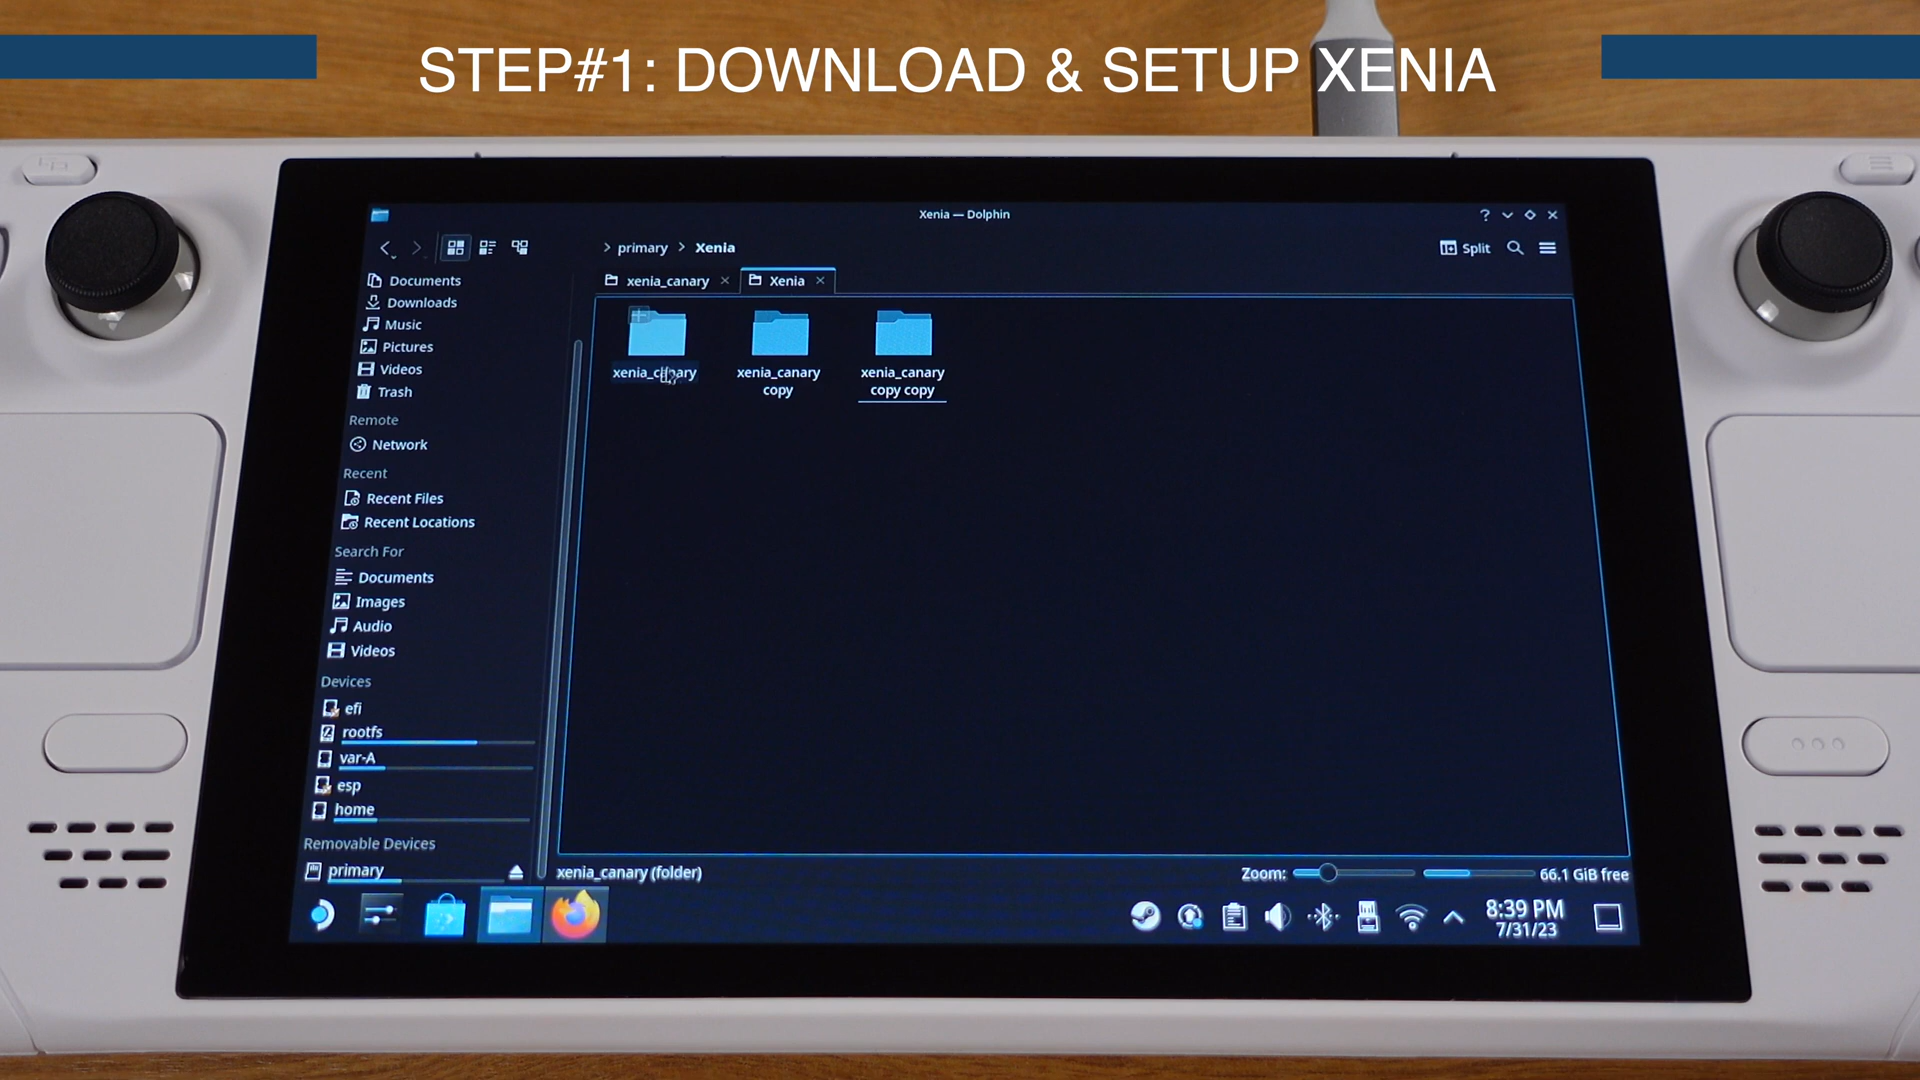 STEP#1: DOWNLOAD & SETUP XENIA
Xenia — Dolphin
?
> primary > Xenia
Split
xenia_canary
Xenia
Documents
Downloads
Music
Pictures
Videos
Trash
Remote
Network
Recent
Recent Files
Recent Locations
Search For
Documents
Images
Audio
Videos
Devices
efi
rootfs
var-A
esp
home
Removable Devices
primary
xenia_canary
xenia_canary
copy
xenia_canary
copy copy
xenia_canary (folder)
Zoom:
66.1 GiB free
8:39 PM
7/31/23